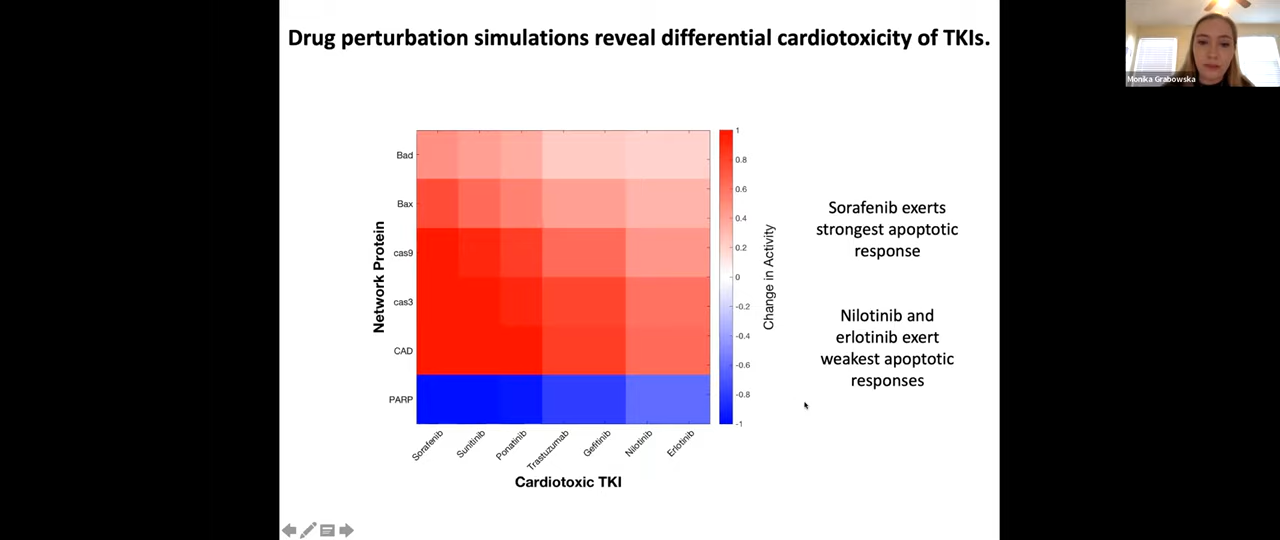 Drug perturbation simulations reveal differential cardiotoxicity of TKIs.
Monika Grabowska
Network Protein
Bad
Bax
cas9
cas3
CAD
PARP
Sorafenib
Sunitinib
Ponatinib
Trastuzumab
Gefitinib
Nilotinib
Erlotinib
Cardiotoxic TKI
1
0.8
0.6
0.4
0.2
0
-0.2
-0.4
-0.6
-0.8
-1
Change in Activity
Sorafenib exerts
strongest apoptotic
response
Nilotinib and
erlotinib exert
weakest apoptotic
responses